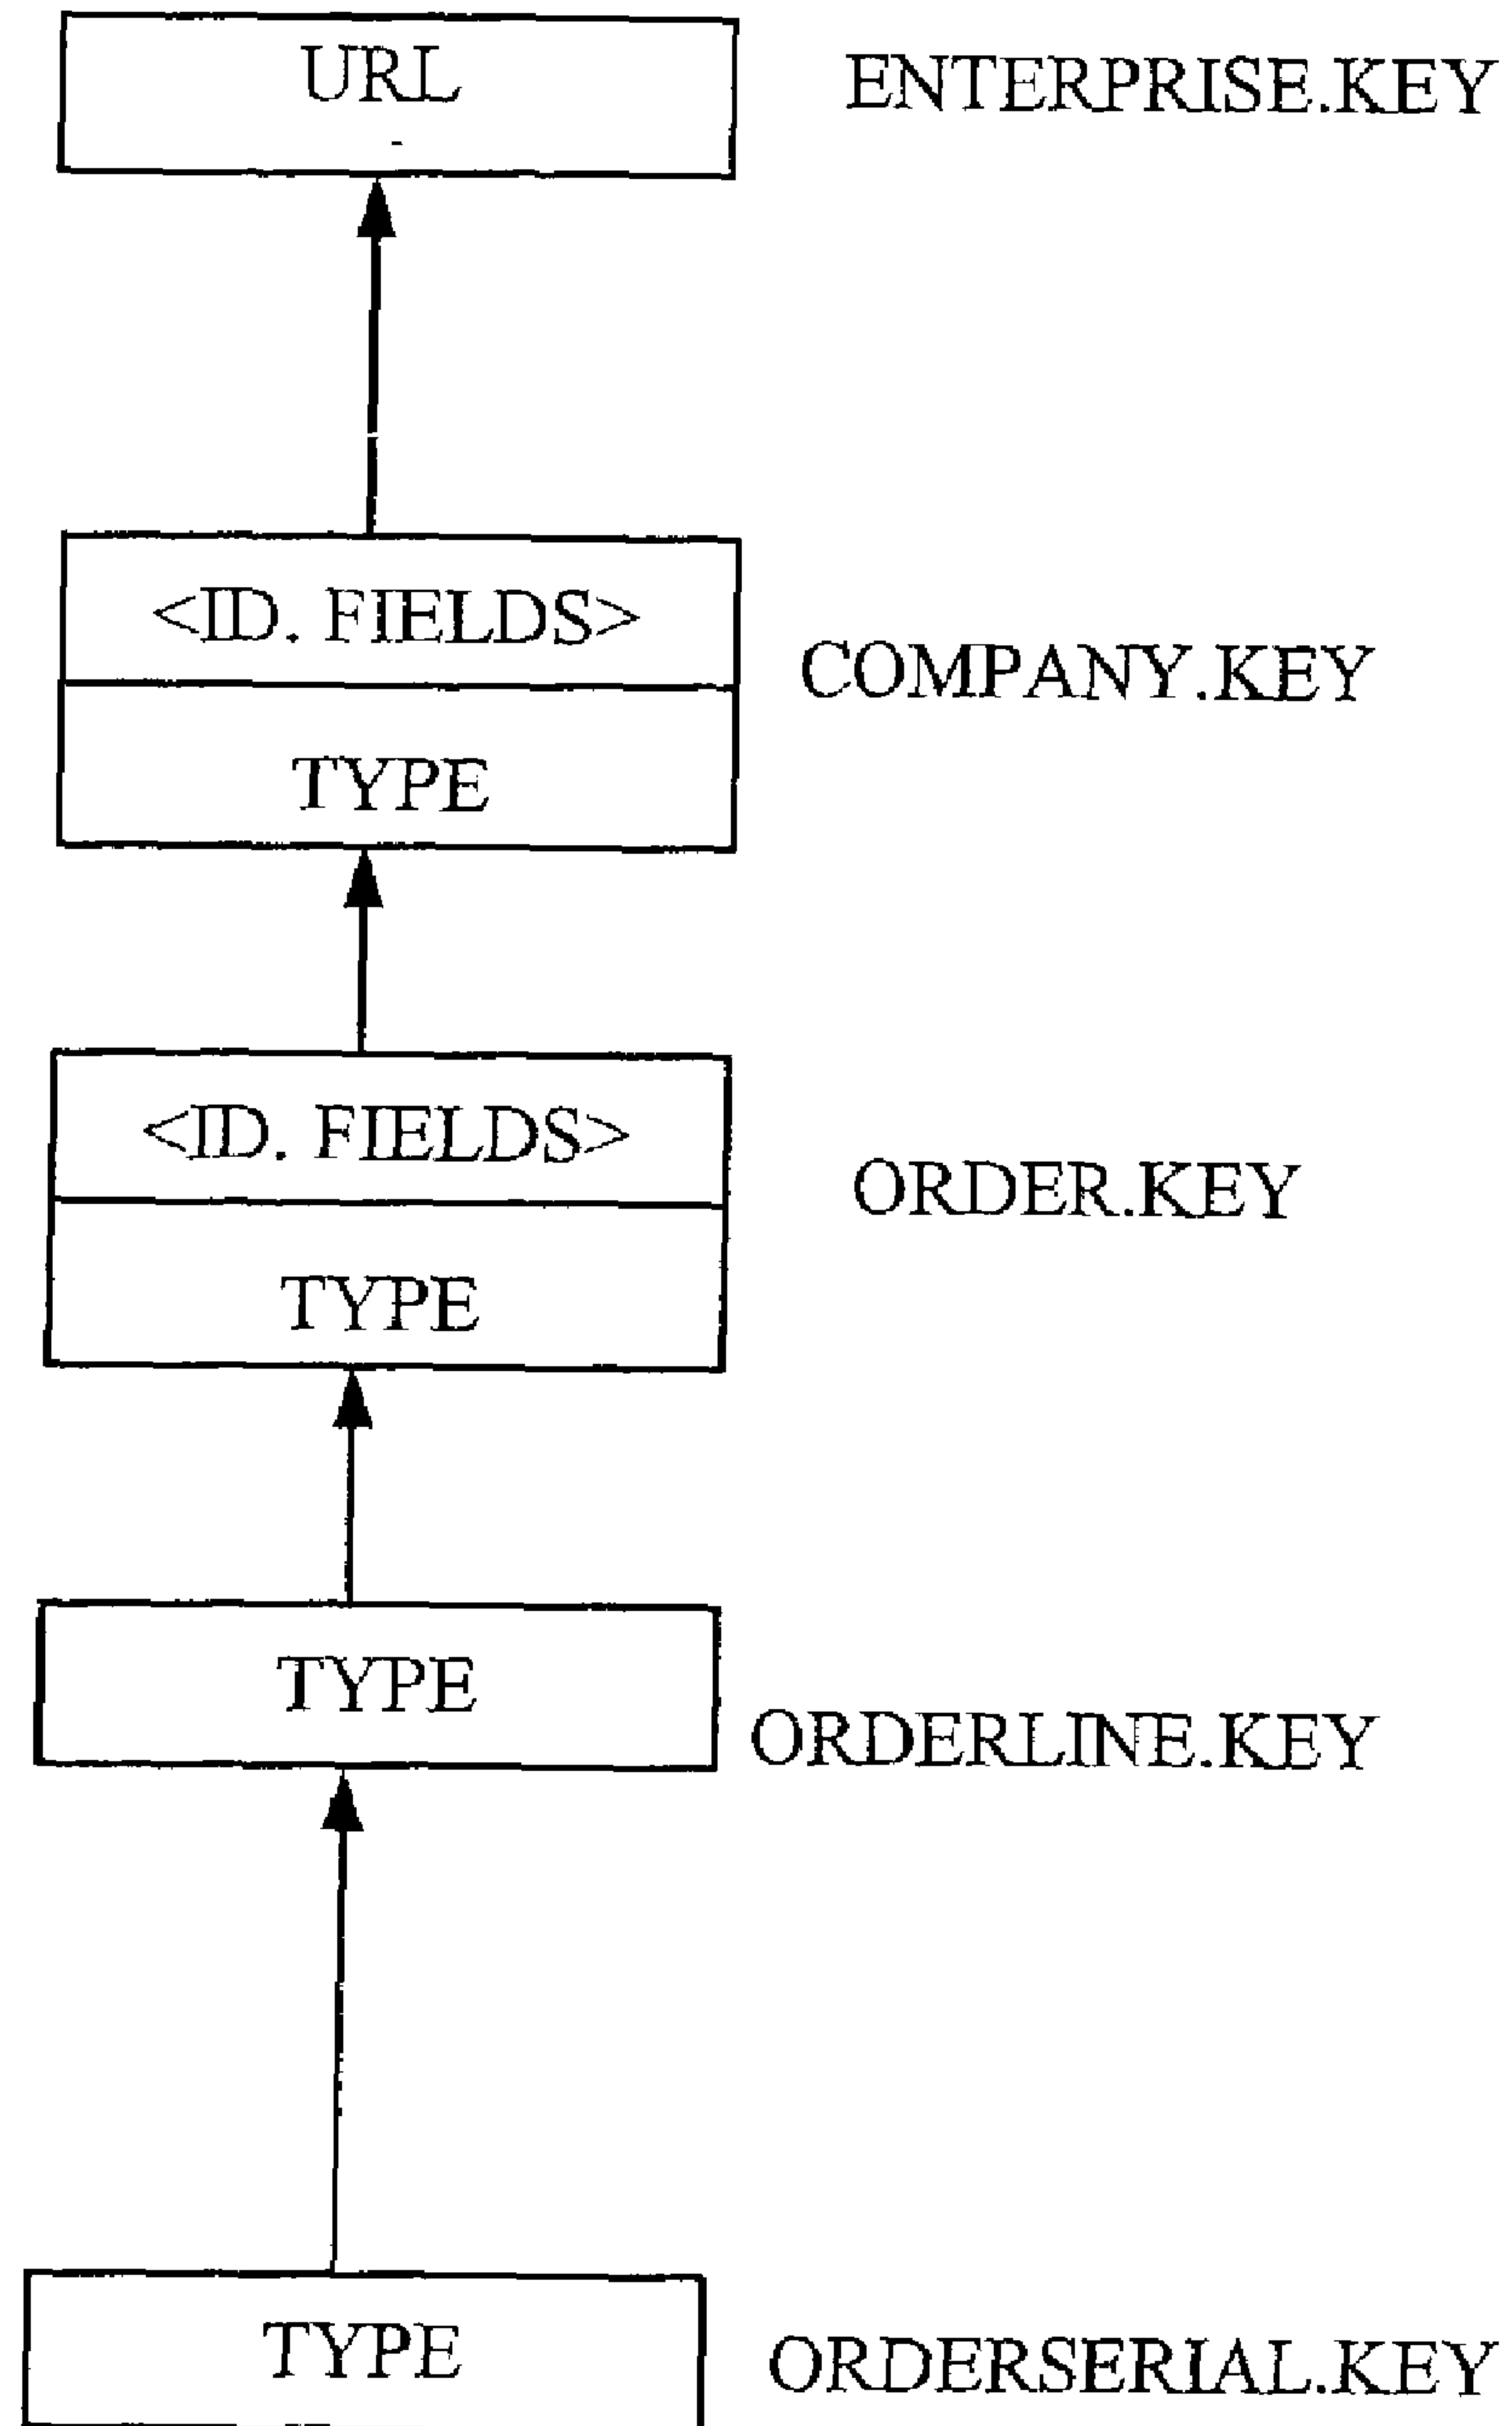 URL
ENTERPRISE.KEY
<ID. FIELDS>
COMPANY.KEY
TYPE
<ID. FIELDS>
ORDER.KEY
TYPE
TYPE
ORDERLINE.KEY
TYPE
ORDERSERIAL.KEY